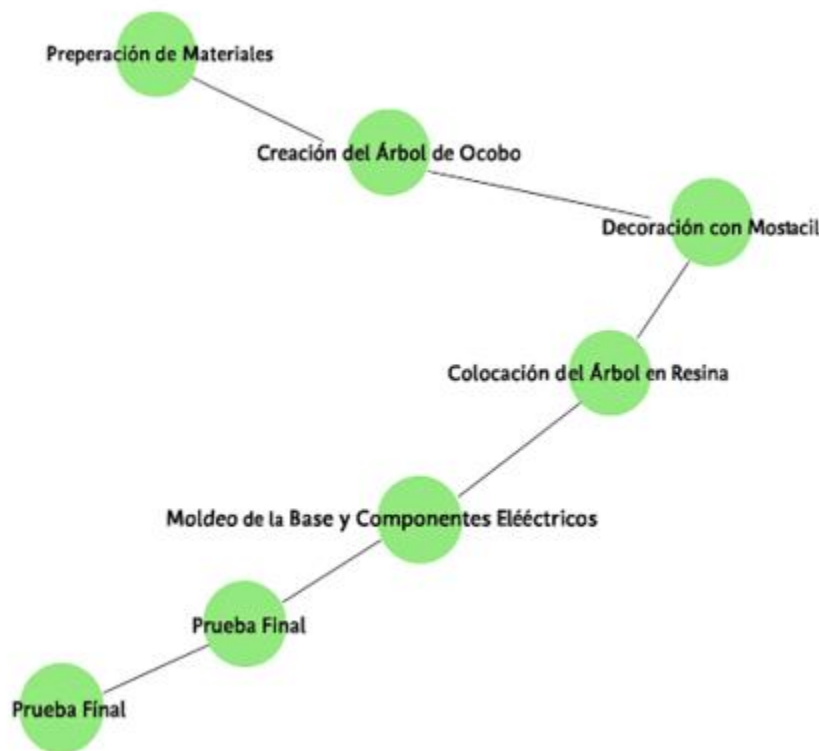 Preperación de Materiales
Creación del Árbol de Ocobo
Decoración con Mostacil
Colocación del Árbol en Resina
Moldeo de la Base y Componentes Elééctricos
Prueba Final
Prueba Fínal